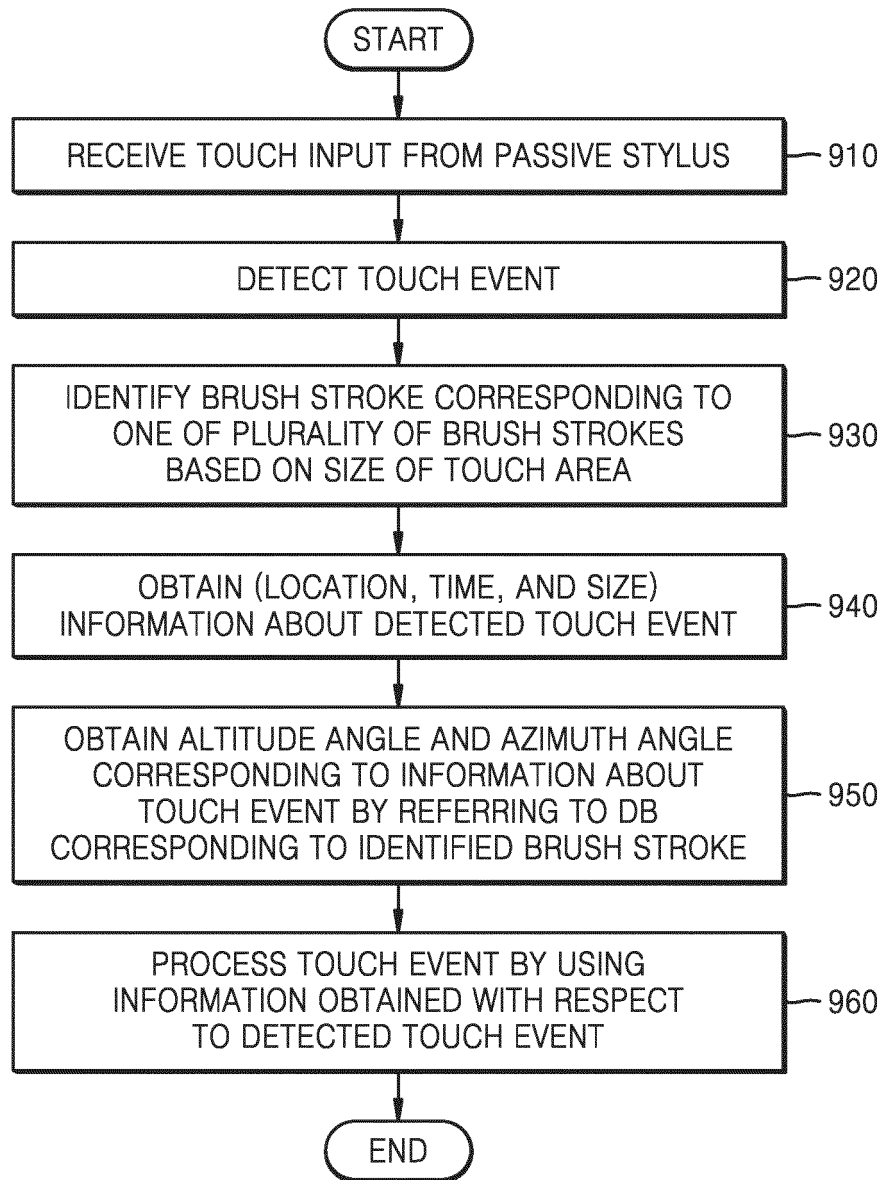 START
RECEIVE TOUCH INPUT FROM PASSIVE STYLUS
910
DETECT TOUCH EVENT
920
IDENTIFY BRUSH STROKE CORRESPONDING TO
ONE OF PLURALITY OF BRUSH STROKES
BASED ON SIZE OF TOUCH AREA
930
OBTAIN (LOCATION, TIME, AND SIZE)
INFORMATION ABOUT DETECTED TOUCH EVENT
940
OBTAIN ALTITUDE ANGLE AND AZIMUTH ANGLE
CORRESPONDING TO INFORMATION ABOUT
TOUCH EVENT BY REFERRING TO DB
CORRESPONDING TO IDENTIFIED BRUSH STROKE
950
PROCESS TOUCH EVENT BY USING
INFORMATION OBTAINED WITH RESPECT
TO DETECTED TOUCH EVENT
960
END